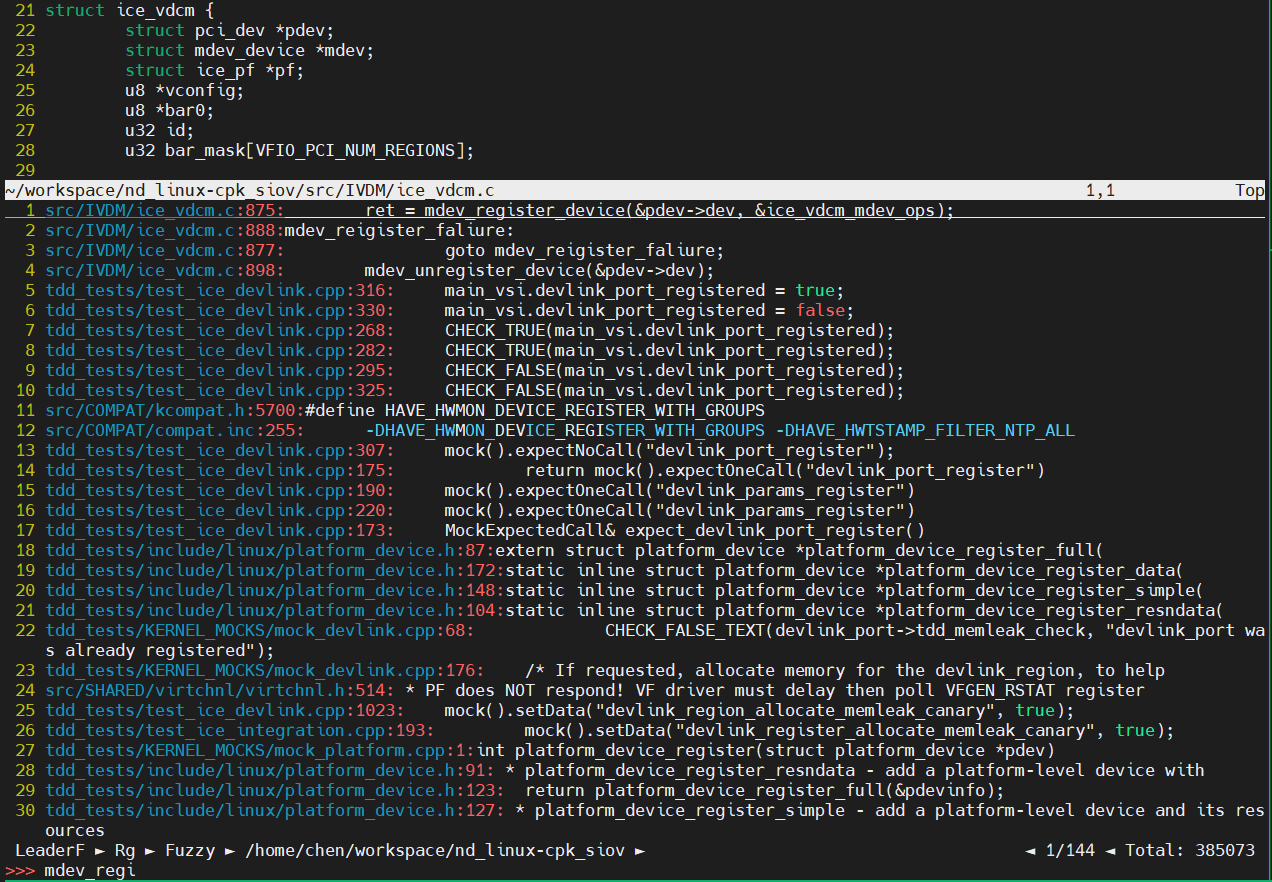 21 struct ice_vdcm {
22         struct pci_dev *pdev;
23         struct mdev_device *mdev;
24         struct ice_pf *pf;
25         u8 *vconfig;
26         u8 *bar0;
27         u32 id;
28         u32 bar_mask[VFIO_PCI_NUM_REGIONS];
29
~/workspace/nd_linux-cpk_siov/src/IVDM/ice_vdcm.c 1,1 Top
1 src/IVDM/ice_vdcm.c:875:        ret = mdev_register_device(&pdev->dev, &ice_vdcm_mdev_ops);
2 src/IVDM/ice_vdcm.c:888:mdev_reigister_faliure:
3 src/IVDM/ice_vdcm.c:877:                goto mdev_reigister_faliure;
4 src/IVDM/ice_vdcm.c:898:        mdev_unregister_device(&pdev->dev);
5 tdd_tests/test_ice_devlink.cpp:316:     main_vsi.devlink_port_registered = true;
6 tdd_tests/test_ice_devlink.cpp:330:     main_vsi.devlink_port_registered = false;
7 tdd_tests/test_ice_devlink.cpp:268:     CHECK_TRUE(main_vsi.devlink_port_registered);
8 tdd_tests/test_ice_devlink.cpp:282:     CHECK_TRUE(main_vsi.devlink_port_registered);
9 tdd_tests/test_ice_devlink.cpp:295:     CHECK_FALSE(main_vsi.devlink_port_registered);
10 tdd_tests/test_ice_devlink.cpp:325:     CHECK_FALSE(main_vsi.devlink_port_registered);
11 src/COMPAT/kcompat.h:5700:#define HAVE_HWMON_DEVICE_REGISTER_WITH_GROUPS
12 src/COMPAT/compat.inc:255:      -DHAVE_HWMON_DEVICE_REGISTER_WITH_GROUPS -DHAVE_HWTSTAMP_FILTER_NTP_ALL
13 tdd_tests/test_ice_devlink.cpp:307:     mock().expectNoCall("devlink_port_register");
14 tdd_tests/test_ice_devlink.cpp:175:             return mock().expectOneCall("devlink_port_register")
15 tdd_tests/test_ice_devlink.cpp:190:     mock().expectOneCall("devlink_params_register")
16 tdd_tests/test_ice_devlink.cpp:220:     mock().expectOneCall("devlink_params_register")
17 tdd_tests/test_ice_devlink.cpp:173:     MockExpectedCall& expect_devlink_port_register()
18 tdd_tests/include/linux/platform_device.h:87:extern struct platform_device *platform_device_register_full(
19 tdd_tests/include/linux/platform_device.h:172:static inline struct platform_device *platform_device_register_data(
20 tdd_tests/include/linux/platform_device.h:148:static inline struct platform_device *platform_device_register_simple(
21 tdd_tests/include/linux/platform_device.h:104:static inline struct platform_device *platform_device_register_resndata(
22 tdd_tests/KERNEL_MOCKS/mock_devlink.cpp:68:             CHECK_FALSE_TEXT(devlink_port->tdd_memleak_check, "devlink_port wa
s already registered");
23 tdd_tests/KERNEL_MOCKS/mock_devlink.cpp:176:    /* If requested, allocate memory for the devlink_region, to help
24 src/SHARED/virtchnl/virtchnl.h:514: * PF does NOT respond! VF driver must delay then poll VFGEN_RSTAT register
25 tdd_tests/test_ice_devlink.cpp:1023:    mock().setData("devlink_region_allocate_memleak_canary", true);
26 tdd_tests/test_ice_integration.cpp:193:         mock().setData("devlink_register_allocate_memleak_canary", true);
27 tdd_tests/KERNEL_MOCKS/mock_platform.cpp:1:int platform_device_register(struct platform_device *pdev)
28 tdd_tests/include/linux/platform_device.h:91: * platform_device_register_resndata - add a platform-level device with
29 tdd_tests/include/linux/platform_device.h:123:  return platform_device_register_full(&pdevinfo);
30 tdd_tests/include/linux/platform_device.h:127: * platform_device_register_simple - add a platform-level device and its res
ources
LeaderF ► Rg ► Fuzzy ► /home/chen/workspace/nd_linux-cpk_siov ► ◄ 1/144 ◄ Total: 385073
>>> mdev_regi